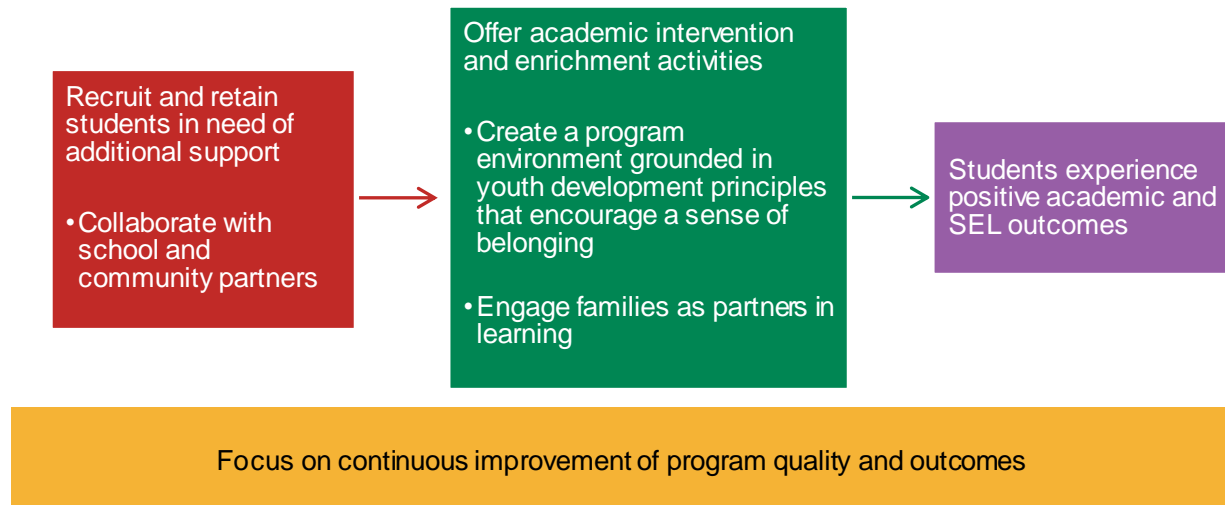 Recruit and retain
students in need of
additional support
•Collaborate with
school and
community partners
Offer academic intervention
and enrichment activities
•Create a program
environment grounded in
youth development principles
that encourage a sense of
belonging
•Engage families as partners in
learning
Students experience
positive academic and
SEL outcomes
Focus on continuous improvement of program quality and outcomes